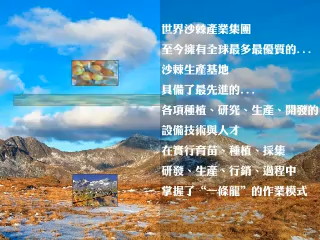 世界沙棘產業集團
至今擁有全球最多最優質的...
沙棘生產基地
具備了最先進的...
各項種植、研究、生產、開發的
設備技術與人才
在實行育苗、種植、採集
研發、生產、行銷、過程中
掌握了“一條龍”的作業模式